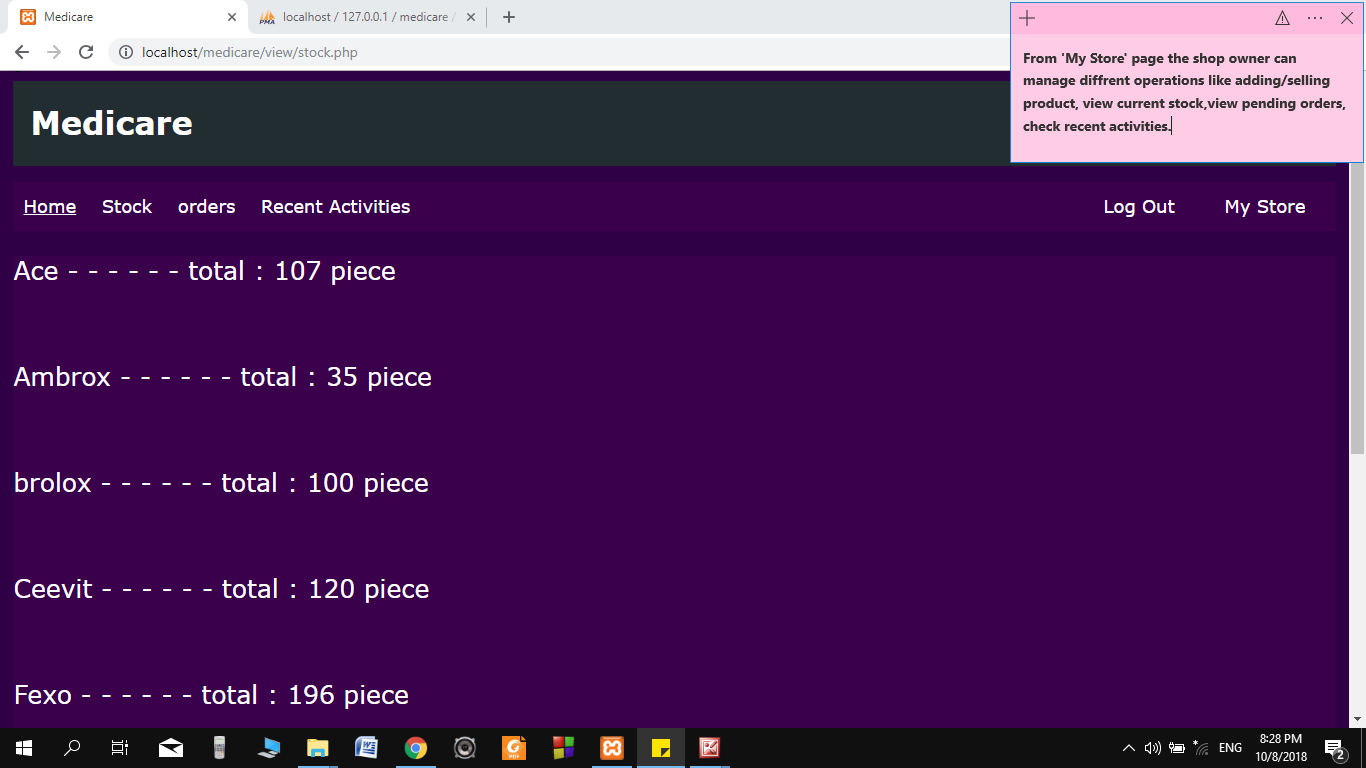 Medicare
localhost / 127.0.0.1 / medicare /
localhost/medicare/view/stock.php
From 'My Store' page the shop owner can
manage diffrent operations like adding/selling
product, view current stock,view pending orders,
check recent activities.
Medicare
Home Stock orders Recent Activities Log Out My Store
Ace - - - - - - total : 107 piece
Ambrox - - - - - - total : 35 piece
brolox - - - - - - total : 100 piece
Ceevit - - - - - - total : 120 piece
Fexo - - - - - - total : 196 piece
ENG
8:28 PM
10/8/2018
2